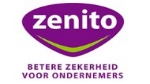 zenito
BETERE ZEKERHEID
VOOR ONDERNEMERS